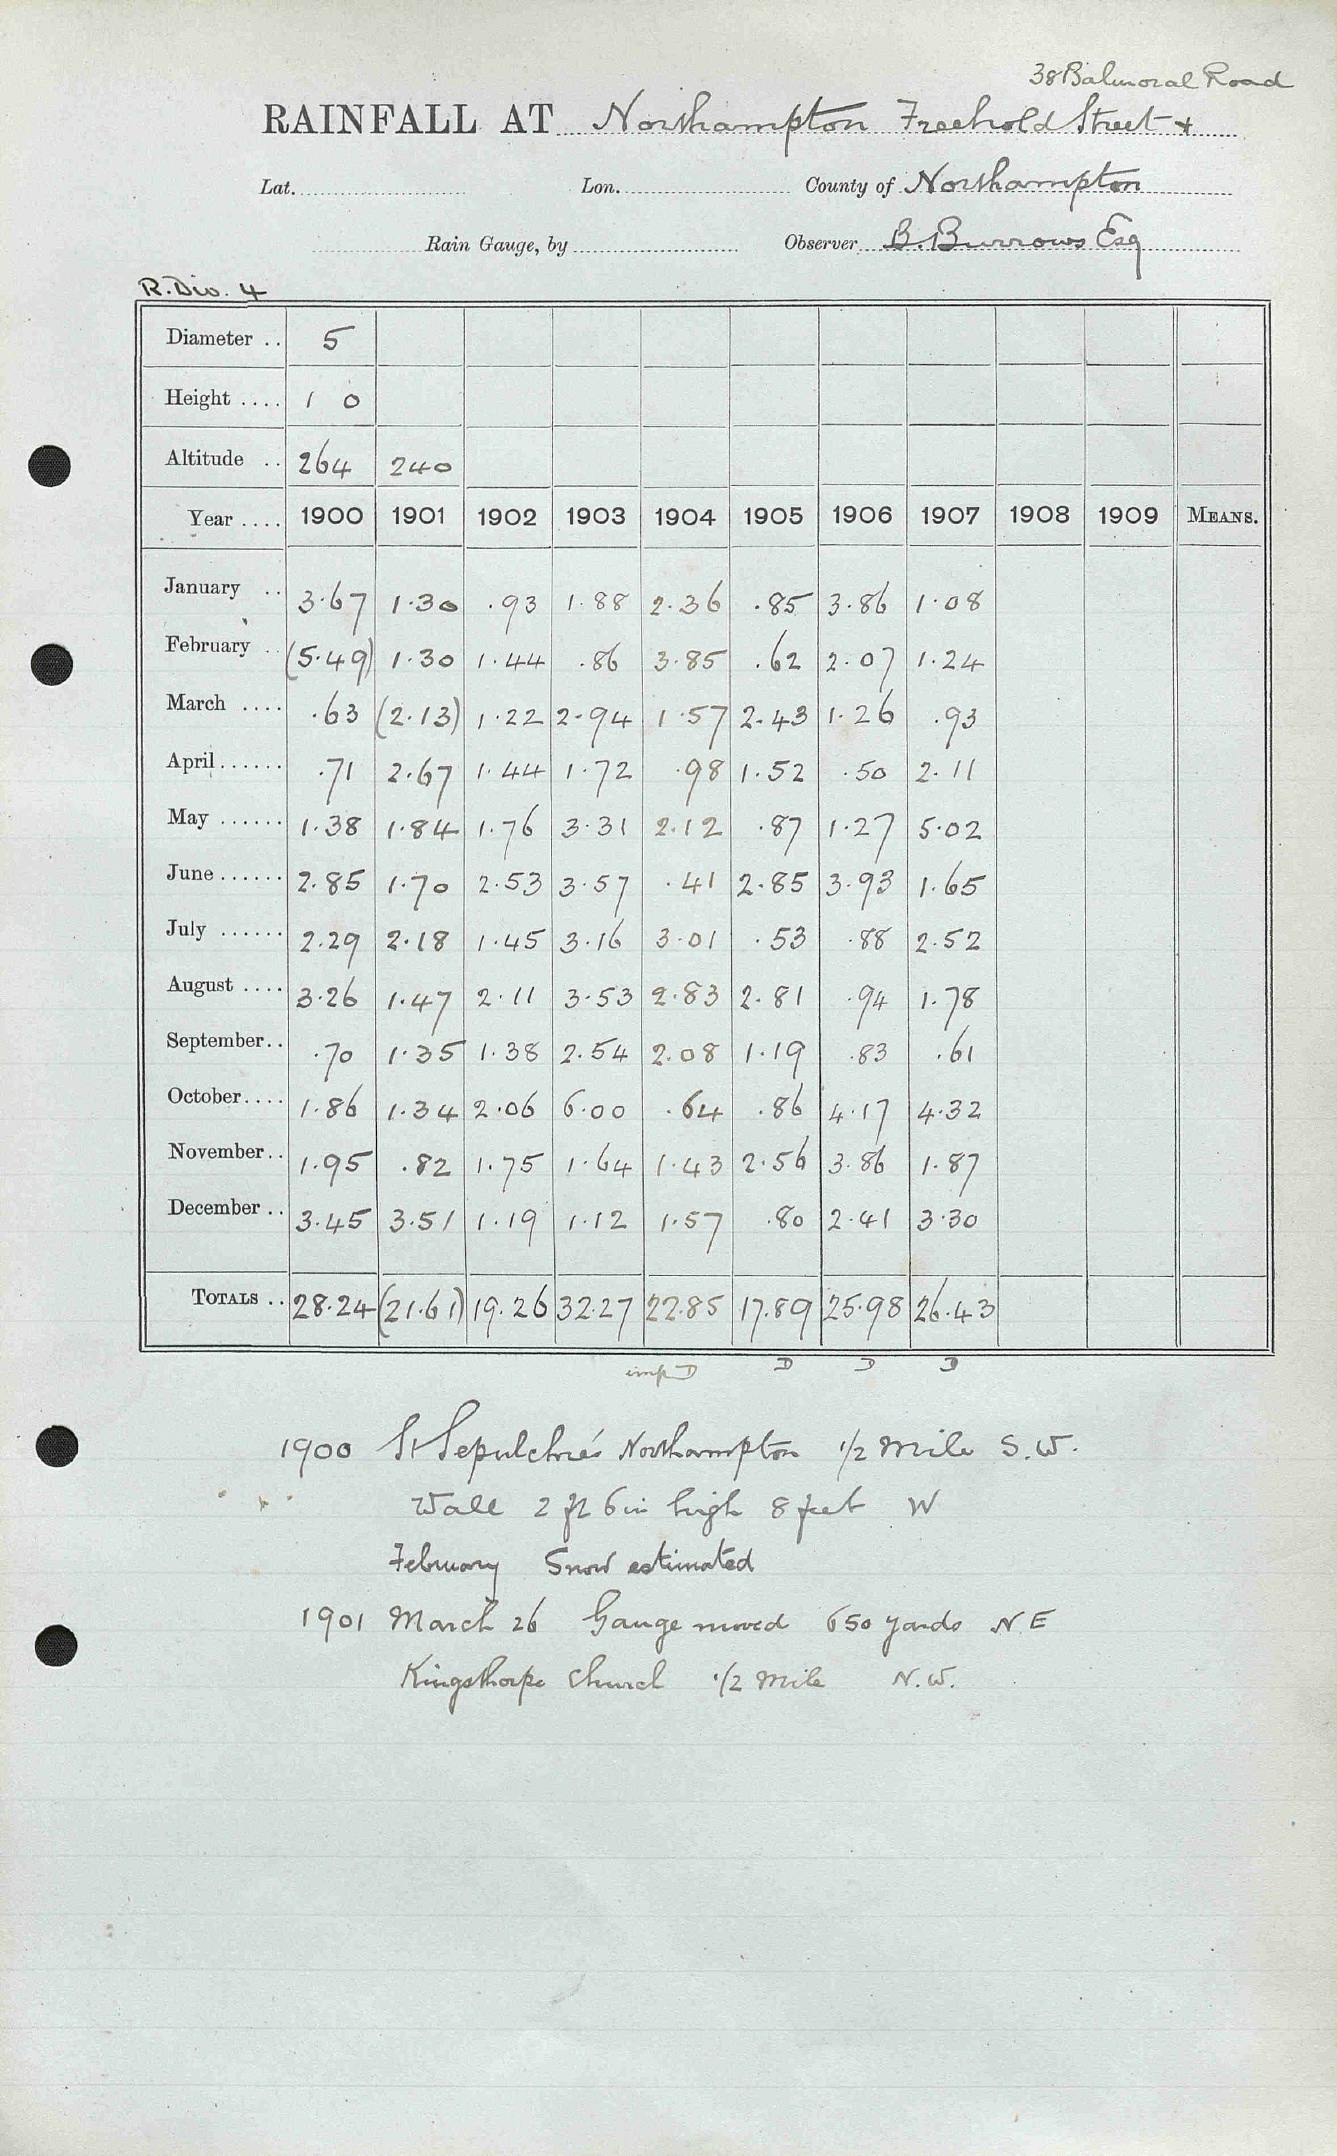 38 Balmoral Road
RAINFALL AT Northampton Freehold Street +
Lat. Lon. County of Northampton
Rain Gauge, by Observer B. Burrows Esq
R. Div. 4
Diameter .. 5
Height .... 1 0
Altitude .. 264 240
Year .... 1900 1901 1902 1903 1904 1905 1906 1907 1908 1909 MEANS.
January .. 3.67 1.30 .93 1.88 2.36 .85 3.86 1.08
February .. (5.49) 1.30 1.44 .86 3.85 .62 2.07 1.24
March .... .63 (2.13) 1.22 2.94 1.57 2.43 1.26 .93
April...... .71 2.67 1.44 1.72 .98 1.52 .50 2.11
May ...... 1.38 1.84 1.76 3.31 2.12 .87 1.27 5.02
June ...... 2.85 1.70 2.53 3.57 .41 2.85 3.93 1.65
July ...... 2.29 2.18 1.45 3.16 3.01 .53 .88 2.52
August .... 3.26 1.47 2.11 3.53 2.83 2.81 .94 1.78
September.. .70 1.35 1.38 2.54 2.08 1.19 .83 .61
October.... 1.86 1.34 2.06 6.00 .64 .86 4.17 4.32
November.. 1.95 .82 1.75 1.64 1.43 2.56 3.86 1.87
December .. 3.45 3.51 1.19 1.12 1.57 .80 2.41 3.30
TOTALS .. 28.24 (21.61) 19.26 32.27 22.85 17.89 25.98 26.43
imp D D D D
1900 St Sepulchre's Northampton 1/2 Mile S.W.
Wall 2 ft 6 in high 8 feet W
February Snow estimated
1901 March 26 Gauge moved 650 yards N E
Kingsthorpe Church 1/2 Mile N.W.